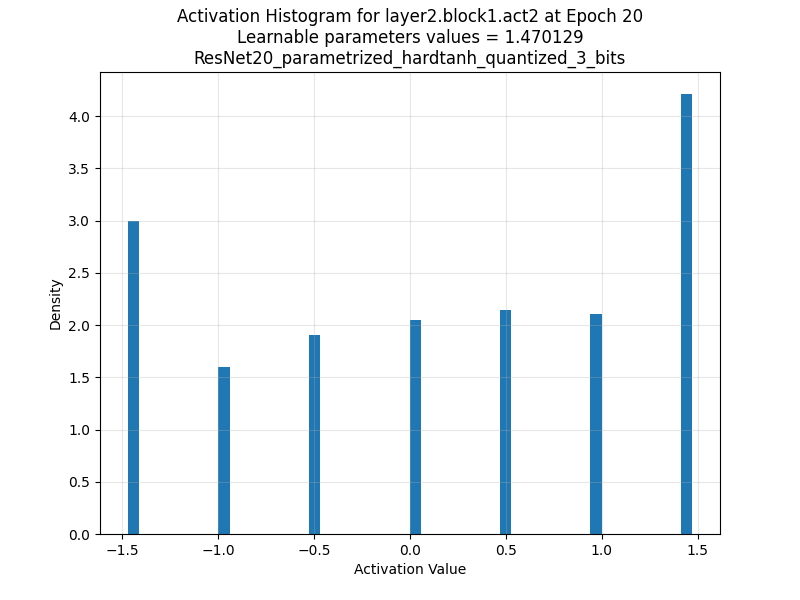 Activation Histogram for layer2.block1.act2 at Epoch 20
Learnable parameters values = 1.470129
ResNet20_parametrized_hardtanh_quantized_3_bits
4.0
3.5
3.0
2.5
2.0
1.5
1.0
0.5
0.0
Density
−1.5 −1.0 −0.5 0.0 0.5 1.0 1.5
Activation Value